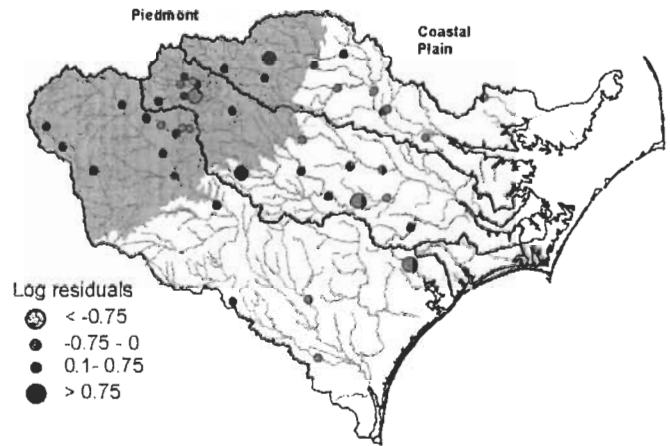 Piedmont
Coastal
Plain
Log residuals
< -0.75
-0.75 - 0
0.1- 0.75
> 0.75